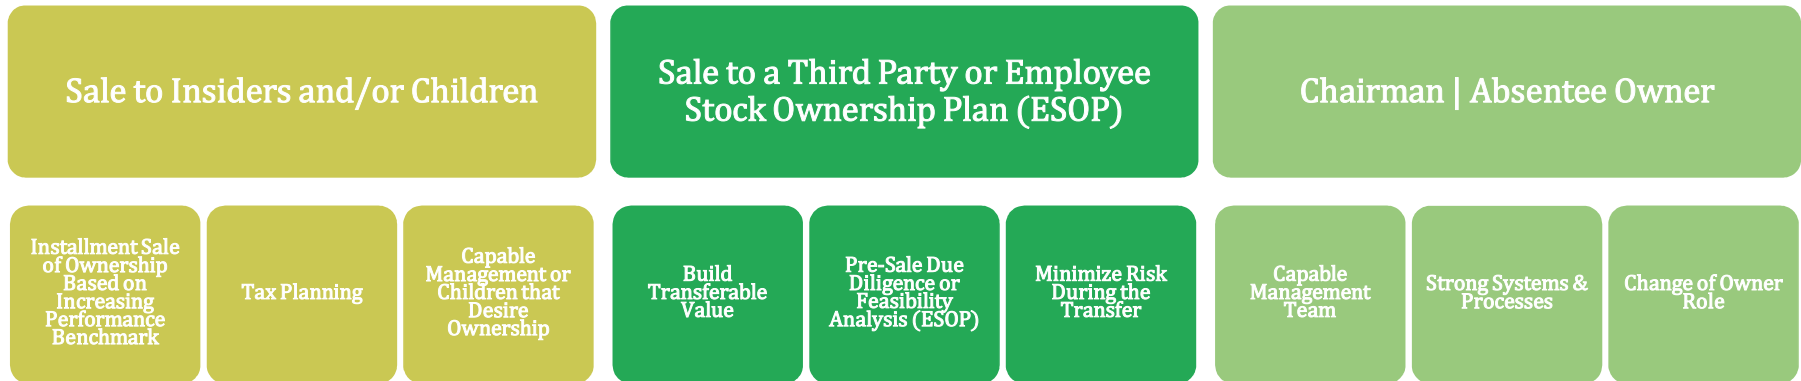 Sale to Insiders and/or Children
Sale to a Third Party or Employee
Stock Ownership Plan (ESOP)
Chairman | Absentee Owner
Installment Sale
of Ownership
Based on
Increasing
Performance
Benchmark
Tax Planning
Capable
Management or
Children that
Desire
Ownership
Build
Transferable
Value
Pre-Sale Due
Diligence or
Feasibility
Analysis (ESOP)
Minimize Risk
During the
Transfer
Capable
Management
Team
Strong Systems &
Processes
Change of Owner
Role